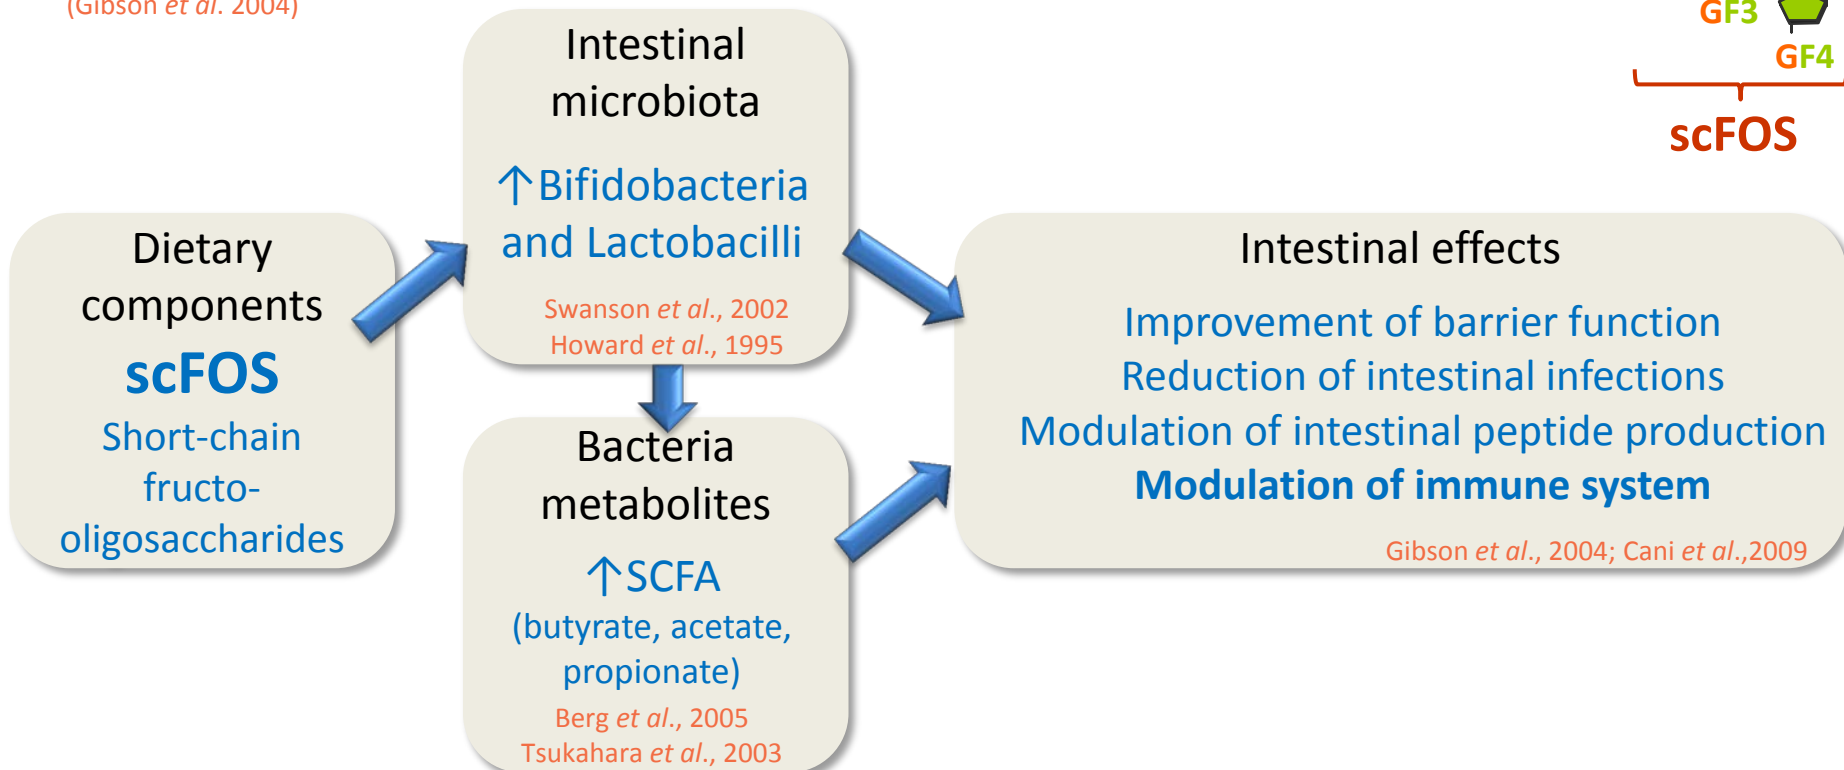 (Gibson et al. 2004)
GF3
GF4
scFOS
Dietary
components
scFOS
Short-chain
fructo-
oligosaccharides
Intestinal
microbiota
↑Bifidobacteria
and Lactobacilli
Swanson et al., 2002
Howard et al., 1995
Bacteria
metabolites
↑SCFA
(butyrate, acetate,
propionate)
Berg et al., 2005
Tsukahara et al., 2003
Intestinal effects
Improvement of barrier function
Reduction of intestinal infections
Modulation of intestinal peptide production
Modulation of immune system
Gibson et al., 2004; Cani et al.,2009